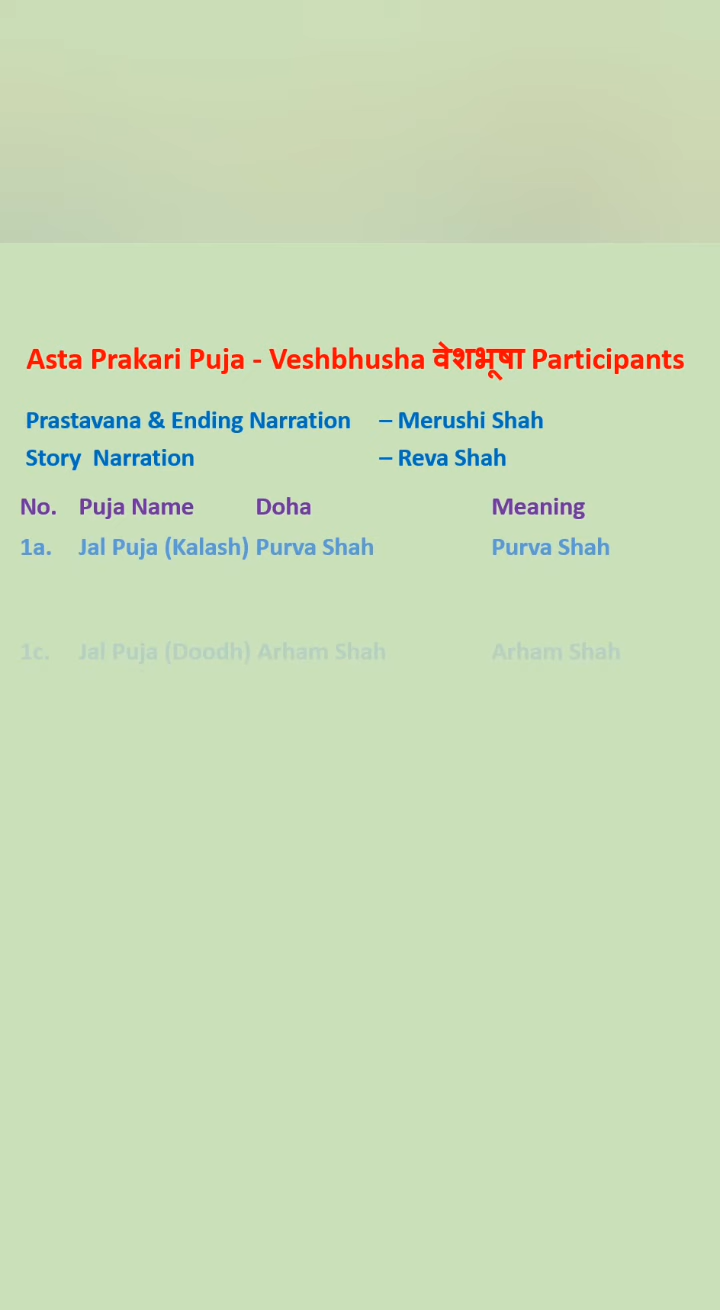 Asta Prakari Puja - Veshbhusha वेशभूषा Participants
Prastavana & Ending Narration – Merushi Shah
Story Narration – Reva Shah
No. Puja Name Doha Meaning
1a. Jal Puja (Kalash) Purva Shah Purva Shah
1c. Jal Puja (Doodh) Arham Shah Arham Shah